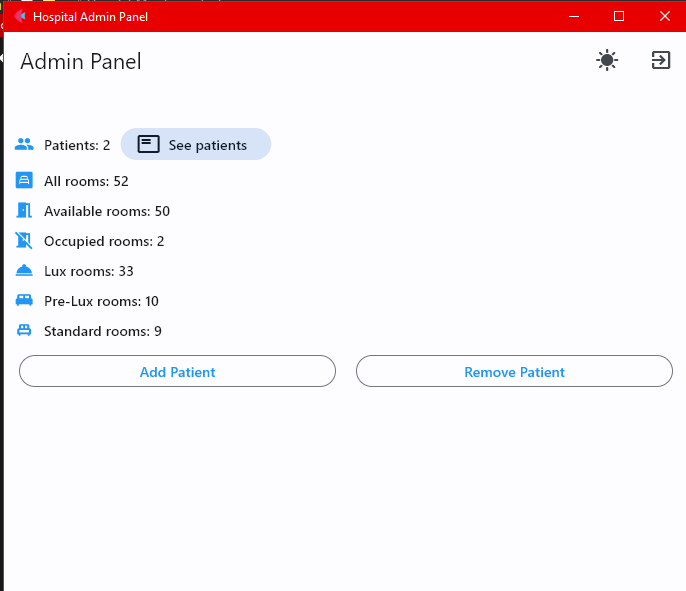 Hospital Admin Panel
Admin Panel
Patients: 2 See patients
All rooms: 52
Available rooms: 50
Occupied rooms: 2
Lux rooms: 33
Pre-Lux rooms: 10
Standard rooms: 9
Add Patient Remove Patient